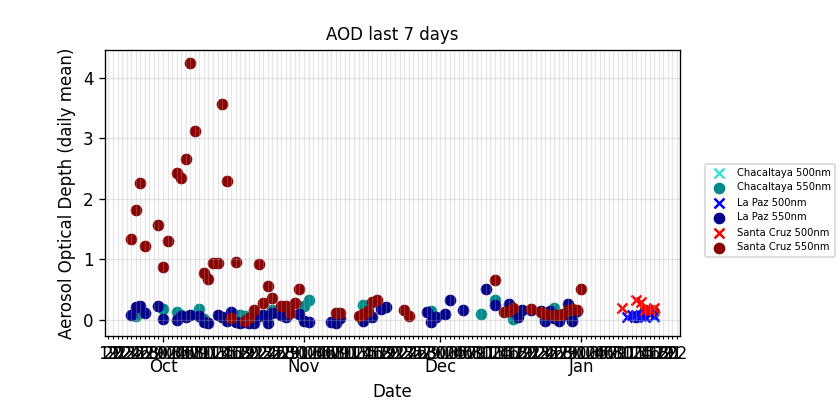 AOD last 7 days
Aerosol Optical Depth (daily mean)
4
3
2
1
0
Oct
Nov
Dec
Jan
Date
Chacaltaya 500nm
Chacaltaya 550nm
La Paz 500nm
La Paz 550nm
Santa Cruz 500nm
Santa Cruz 550nm